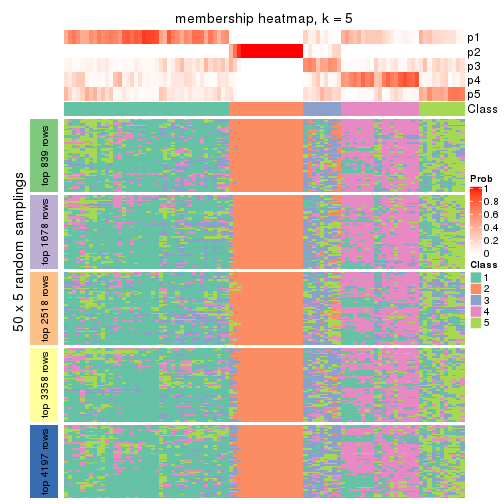 membership heatmap, k = 5
p1
p2
p3
p4
p5
Class
50 x 5 random samplings
top 839 rows
top 1678 rows
top 2518 rows
top 3358 rows
top 4197 rows
Prob
1
0.8
0.6
0.4
0.2
0
Class
1
2
3
4
5